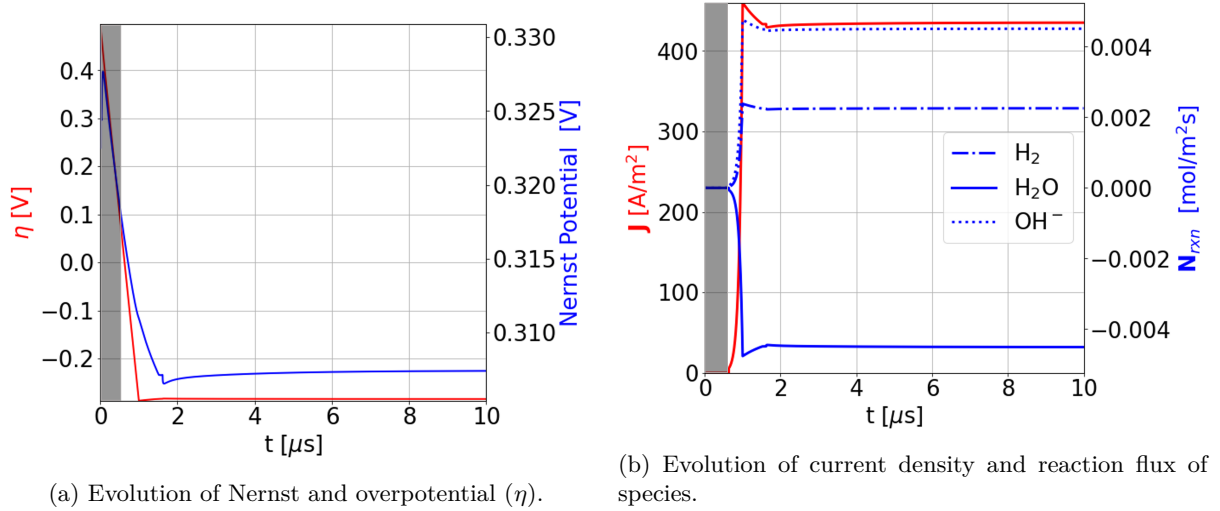 η [V]
0.4
0.3
0.2
0.1
0.0
−0.1
−0.2
0.330
0.325
0.320
0.315
0.310
Nernst Potential [V]
0 2 4 6 8 10
t [μs]
(a) Evolution of Nernst and overpotential (η).
J [A/m²]
400
300
200
100
0
H₂
H₂O
OH⁻
0.004
0.002
0.000
−0.002
−0.004
N_rxn [mol/m²s]
0 2 4 6 8 10
t [μs]
(b) Evolution of current density and reaction flux of
species.